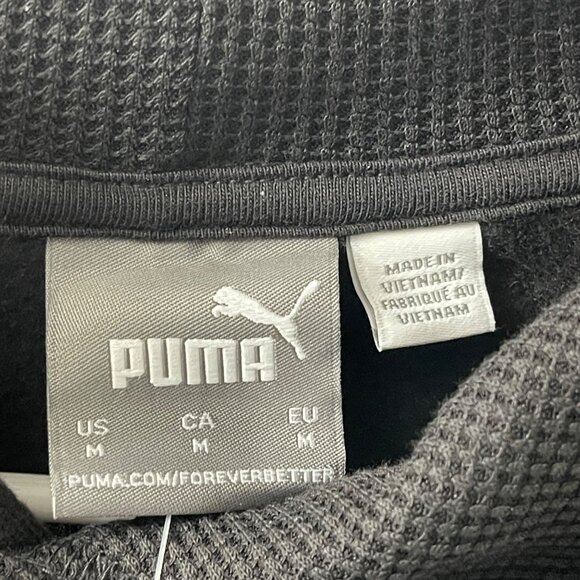 PUMA
US CA EU
M M M
PUMA.COM/FOREVERBETTER
MADE IN
VIETNAM/
FABRIQUÉ AU
VIETNAM